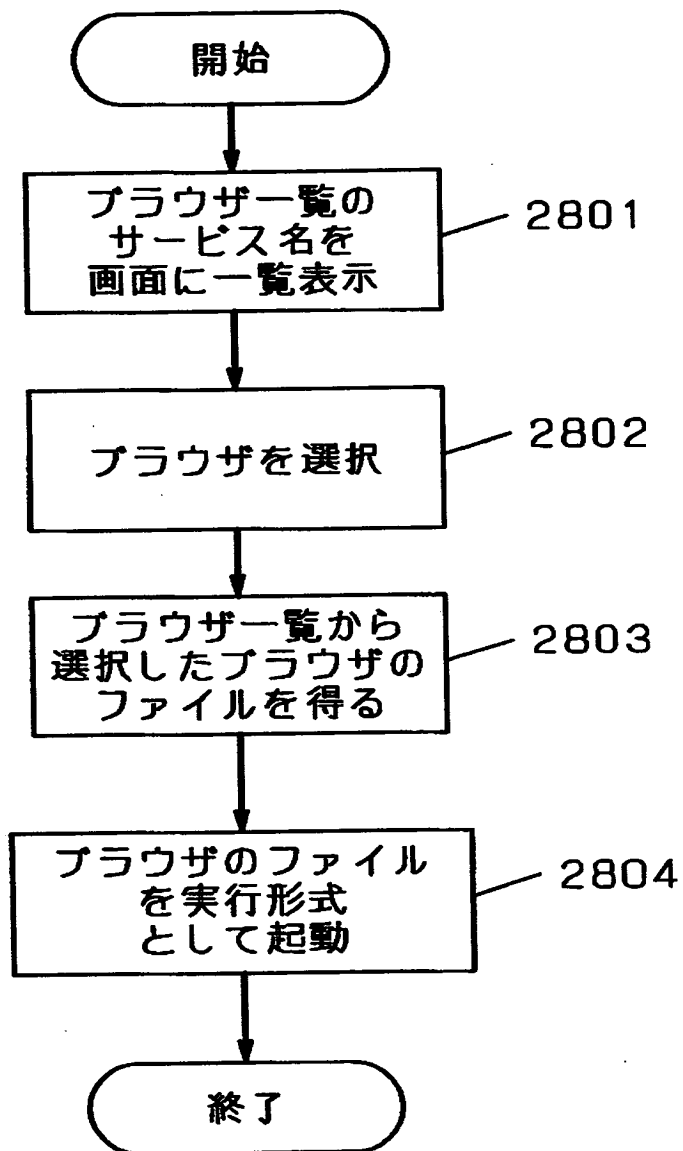 開始
ブラウザ一覧の
サービス名を
画面に一覧表示
2801
ブラウザを選択
2802
ブラウザ一覧から
選択したブラウザの
ファイルを得る
2803
ブラウザのファイル
を実行形式
として起動
2804
終了